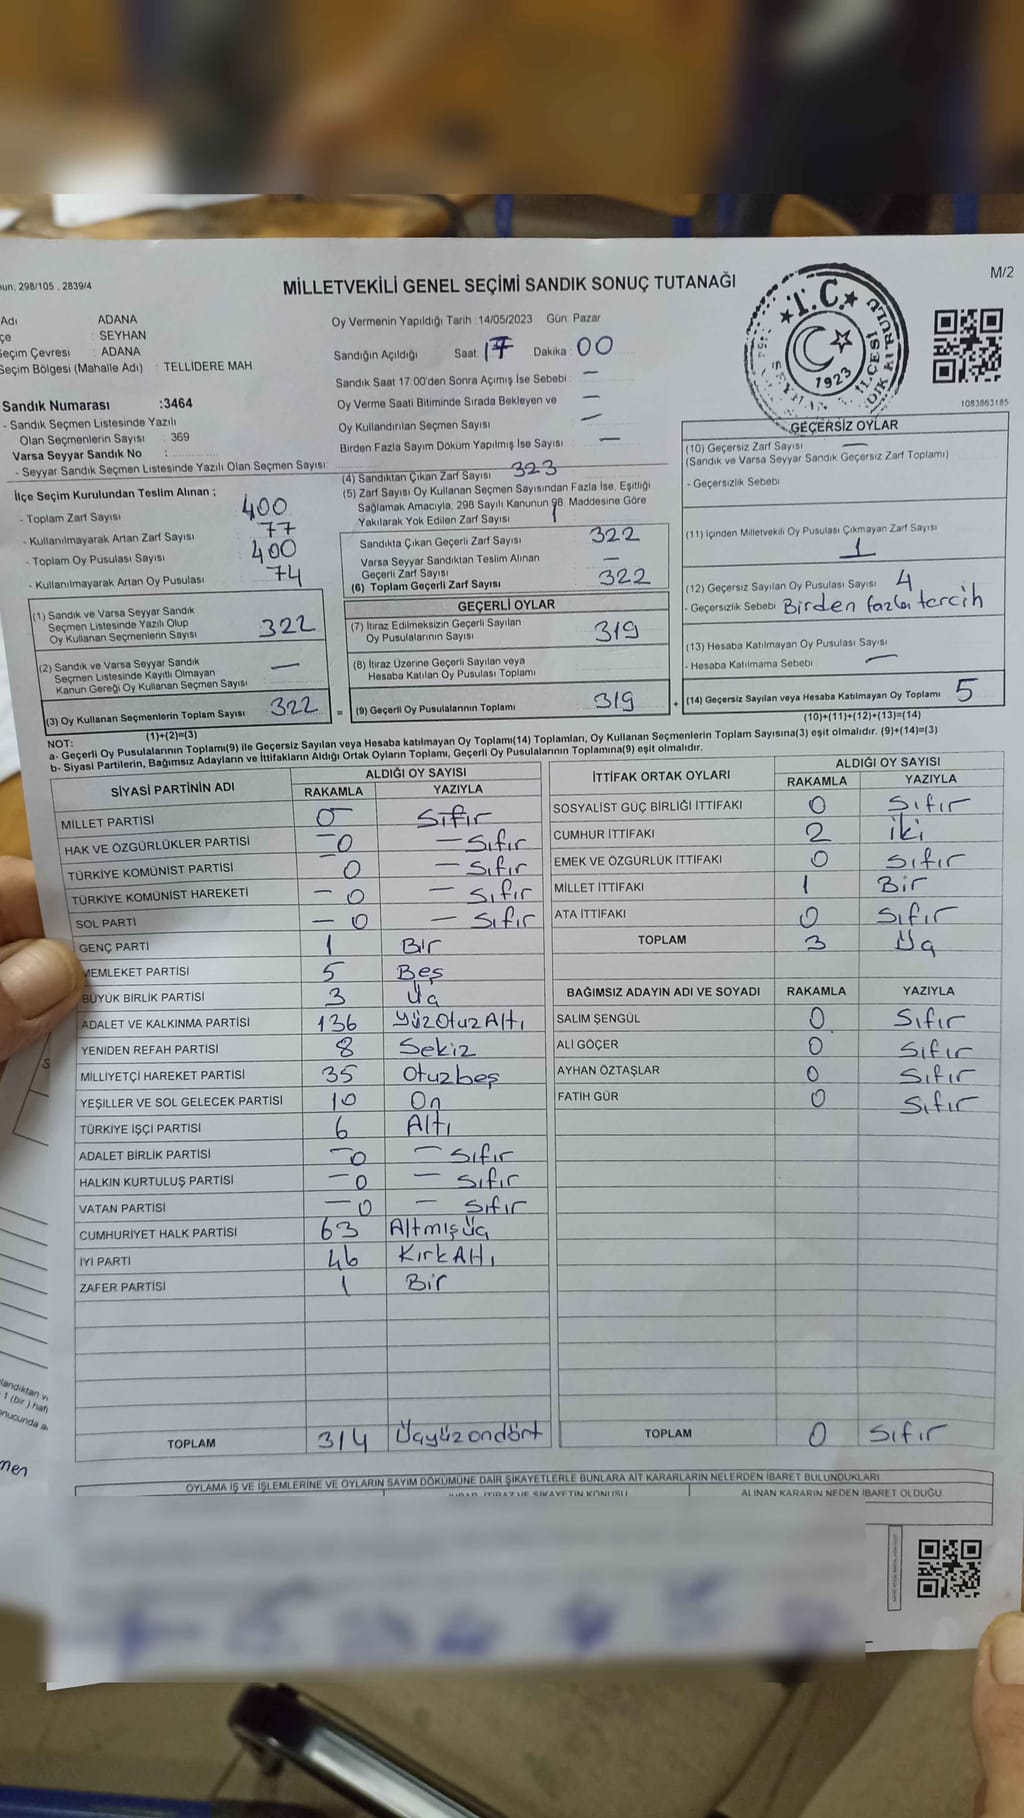 nun, 298/105 , 2839/4
MİLLETVEKİLİ GENEL SEÇİMİ SANDIK SONUÇ TUTANAĞI
M/2
Adı ADANA
çe : SEYHAN
Seçim Çevresi : ADANA
Seçim Bölgesi (Mahalle Adı) : TELLIDERE MAH.
Sandık Numarası :3464
- Sandık Seçmen Listesinde Yazılı
Olan Seçmenlerin Sayısı : 369
Varsa Seyyar Sandık No :
- Seyyar Sandık Seçmen Listesinde Yazılı Olan Seçmen Sayısı:
Oy Vermenin Yapıldığı Tarih :14/05/2023 Gün: Pazar
Sandığın Açıldığı Saat: 17 Dakika: 00
Sandık Saat 17:00'den Sonra Açımış İse Sebebi : —
Oy Verme Saati Bitiminde Sırada Bekleyen ve —
Oy Kullandırılan Seçmen Sayısı —
Birden Fazla Sayım Döküm Yapılmış İse Sayısı —
T.C.
1923
1083863185
İlçe Seçim Kurulundan Teslim Alınan ;
- Toplam Zarf Sayısı 400
- Kullanılmayarak Artan Zarf Sayısı 77
- Toplam Oy Pusulası Sayısı 400
- Kullanılmayarak Artan Oy Pusulası 74
(1) Sandık ve Varsa Seyyar Sandık
Seçmen Listesinde Yazılı Olup
Oy Kullanan Seçmenlerin Sayısı 322
(2) Sandık ve Varsa Seyyar Sandık
Seçmen Listesinde Kayıtlı Olmayan
Kanun Gereği Oy Kullanan Seçmen Sayısı —
(3) Oy Kullanan Seçmenlerin Toplam Sayısı 322
(1)+(2)=(3)
(4) Sandıktan Çıkan Zarf Sayısı 323
(5) Zarf Sayısı Oy Kullanan Seçmen Sayısından Fazla İse, Eşitliği
Sağlamak Amacıyla, 298 Sayılı Kanunun 98. Maddesine Göre
Yakılarak Yok Edilen Zarf Sayısı 1
Sandıkta Çıkan Geçerli Zarf Sayısı 322
Varsa Seyyar Sandıktan Teslim Alınan
Geçerli Zarf Sayısı —
(6) Toplam Geçerli Zarf Sayısı 322
GEÇERLİ OYLAR
(7) İtiraz Edilmeksizin Geçerli Sayılan
Oy Pusulalarının Sayısı 319
(8) İtiraz Üzerine Geçerli Sayılan veya
Hesaba Katılan Oy Pusulası Toplamı
= (9) Geçerli Oy Pusulalarının Toplamı 319 +
GEÇERSİZ OYLAR
(10) Geçersiz Zarf Sayısı —
(Sandık ve Varsa Seyyar Sandık Geçersiz Zarf Toplamı)
- Geçersizlik Sebebi
(11) İçinden Milletvekili Oy Pusulası Çıkmayan Zarf Sayısı
1
(12) Geçersiz Sayılan Oy Pusulası Sayısı 4
- Geçersizlik Sebebi Birden fazla tercih
(13) Hesaba Katılmayan Oy Pusulası Sayısı
- Hesaba Katılmama Sebebi —
(14) Geçersiz Sayılan veya Hesaba Katılmayan Oy Toplamı 5
(10)+(11)+(12)+(13)=(14)
NOT:
a- Geçerli Oy Pusulalarının Toplamı(9) ile Geçersiz Sayılan veya Hesaba katılmayan Oy Toplamı(14) Toplamları, Oy Kullanan Seçmenlerin Toplam Sayısına(3) eşit olmalıdır. (9)+(14)=(3)
b- Siyasi Partilerin, Bağımsız Adayların ve İttifakların Aldığı Ortak Oyların Toplamı, Geçerli Oy Pusulalarının Toplamına(9) eşit olmalıdır.
SİYASİ PARTİNİN ADI ALDIĞI OY SAYISI
RAKAMLA YAZIYLA
MİLLET PARTİSİ 0 Sıfır
HAK VE ÖZGÜRLÜKLER PARTİSİ —0 —Sıfır
TÜRKİYE KOMÜNİST PARTİSİ — 0 — Sıfır
TÜRKİYE KOMÜNİST HAREKETİ — 0 — Sıfır
SOL PARTİ — 0 — Sıfır
GENÇ PARTİ 1 Bir
MEMLEKET PARTİSİ 5 Beş
BÜYÜK BİRLİK PARTİSİ 3 Üç
ADALET VE KALKINMA PARTİSİ 136 YüzOtuzAltı
YENİDEN REFAH PARTİSİ 8 Sekiz
MİLLİYETÇİ HAREKET PARTİSİ 35 Otuzbeş
YEŞİLLER VE SOL GELECEK PARTİSİ 10 On
TÜRKİYE İŞÇİ PARTİSİ 6 Altı
ADALET BİRLİK PARTİSİ —0 — Sıfır
HALKIN KURTULUŞ PARTİSİ —0 — Sıfır
VATAN PARTİSİ — 0 — Sıfır
CUMHURİYET HALK PARTİSİ 63 Altmışüç
İYİ PARTİ 46 KırkAltı
ZAFER PARTİSİ 1 Bir
TOPLAM 314 Üçyüzondört
İTTİFAK ORTAK OYLARI ALDIĞI OY SAYISI
RAKAMLA YAZIYLA
SOSYALİST GÜÇ BİRLİĞİ İTTİFAKI 0 Sıfır
CUMHUR İTTİFAKI 2 iki
EMEK VE ÖZGÜRLÜK İTTİFAKI 0 Sıfır
MİLLET İTTİFAKI 1 Bir
ATA İTTİFAKI 0 Sıfır
TOPLAM 3 Üç
BAĞIMSIZ ADAYIN ADI VE SOYADI RAKAMLA YAZIYLA
SALİM ŞENGÜL 0 Sıfır
ALİ GÖÇER 0 Sıfır
AYHAN ÖZTAŞLAR 0 Sıfır
FATİH GÜR 0 Sıfır
TOPLAM 0 Sıfır
OYLAMA İŞ VE İŞLEMLERİNE VE OYLARIN SAYIM DÖKÜMÜNE DAİR ŞİKAYETLERLE BUNLARA AİT KARARLARIN NELERDEN İBARET BULUNDUKLARI
ALINAN KARARIN NEDEN İBARET OLDUĞU